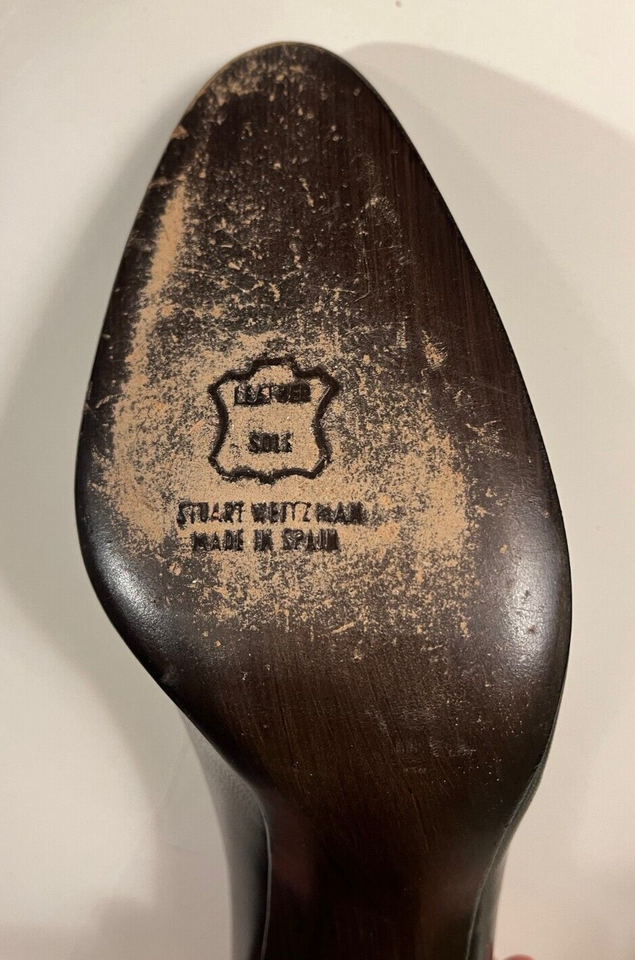 LEATHER
SOLE
STUART WEITZMAN
MADE IN SPAIN